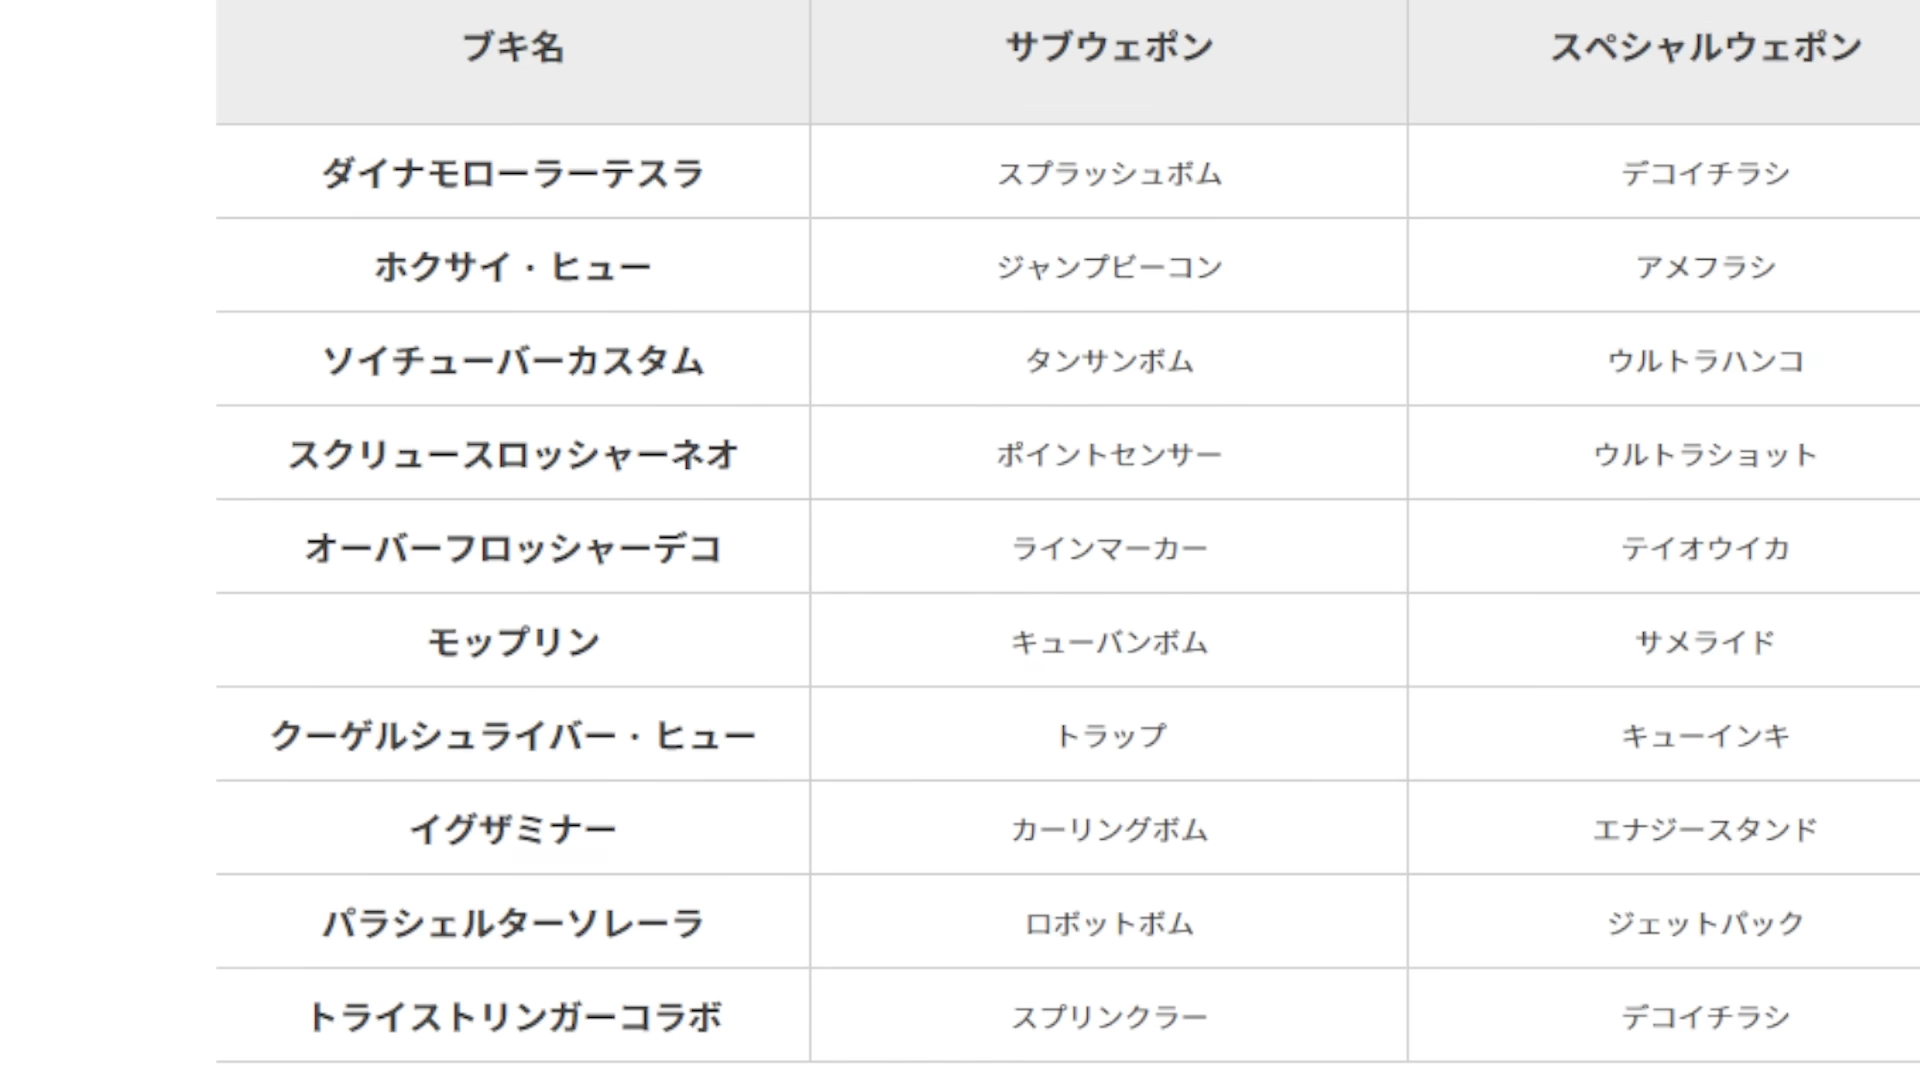 ブキ名 サブウェポン スペシャルウェポン
ダイナモローラーテスラ スプラッシュボム デコイチラシ
ホクサイ・ヒュー ジャンプビーコン アメフラシ
ソイチューバーカスタム タンサンボム ウルトラハンコ
スクリュースロッシャーネオ ポイントセンサー ウルトラショット
オーバーフロッシャーデコ ラインマーカー テイオウイカ
モップリン キューバンボム サメライド
クーゲルシュライバー・ヒュー トラップ キューインキ
イグザミナー カーリングボム エナジースタンド
パラシェルターソレーラ ロボットボム ジェットパック
トライストリンガーコラボ スプリンクラー デコイチラシ